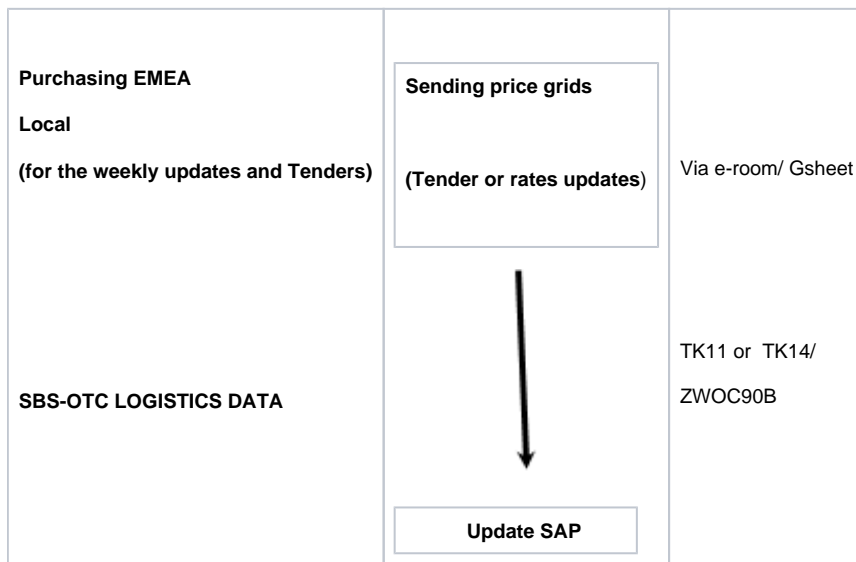 Purchasing EMEA
Local
(for the weekly updates and Tenders)
Sending price grids
(Tender or rates updates)
Via e-room/ Gsheet
SBS-OTC LOGISTICS DATA
TK11 or  TK14/
ZWOC90B
Update SAP